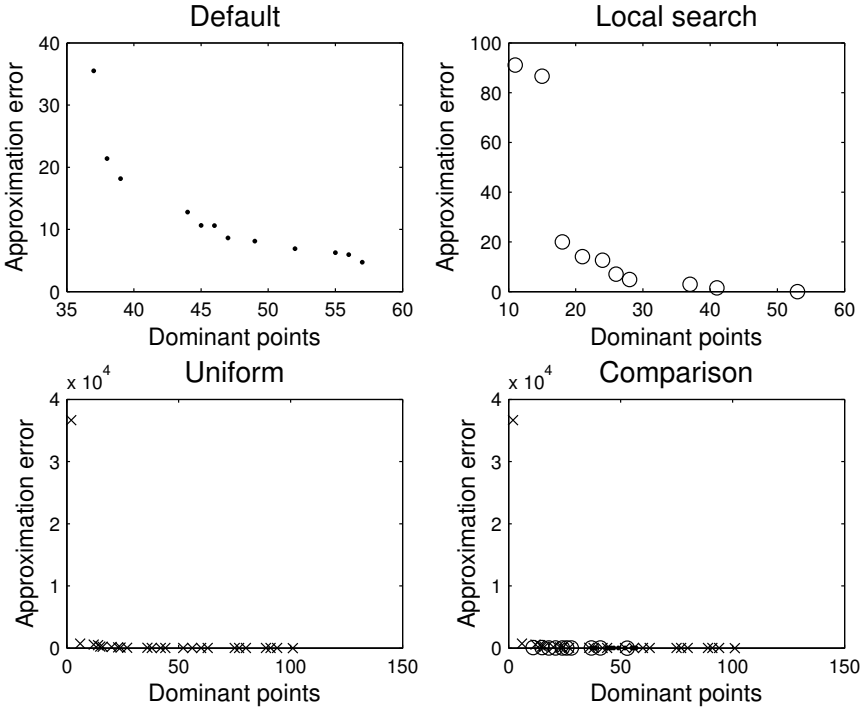 Default
Approximation error
40
30
20
10
0
35
40
45
50
55
60
Dominant points
Local search
Approximation error
100
80
60
40
20
0
10
20
30
40
50
60
Dominant points
Uniform
x 10^4
Approximation error
4
3
2
1
0
0
50
100
150
Dominant points
Comparison
x 10^4
Approximation error
4
3
2
1
0
0
50
100
150
Dominant points